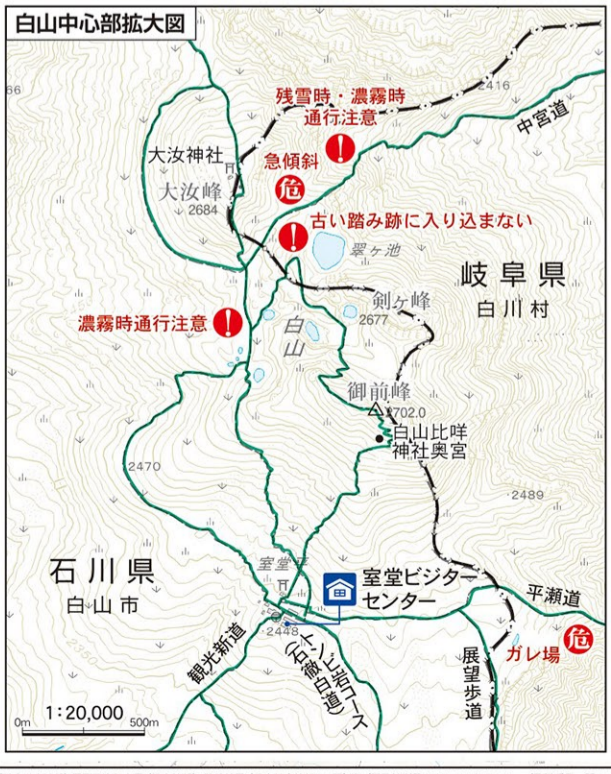 白山中心部拡大図
66
2416
残雪時・濃霧時
通行注意
中宮道
大汝神社
急傾斜
危
大汝峰
2684
古い踏み跡に入り込まない
翠ヶ池
岐阜県
白川村
剣ヶ峰
2677
濃霧時通行注意
白山
御前峰
2702.0
白山比咩
神社奥宮
2470
2489
石川県
白山市
室堂平
室堂ビジター
センター
平瀬道
2448
観光新道
トンビ岩コース
(石徹白道)
展望歩道
ガレ場
危
1:20,000
0m 500m